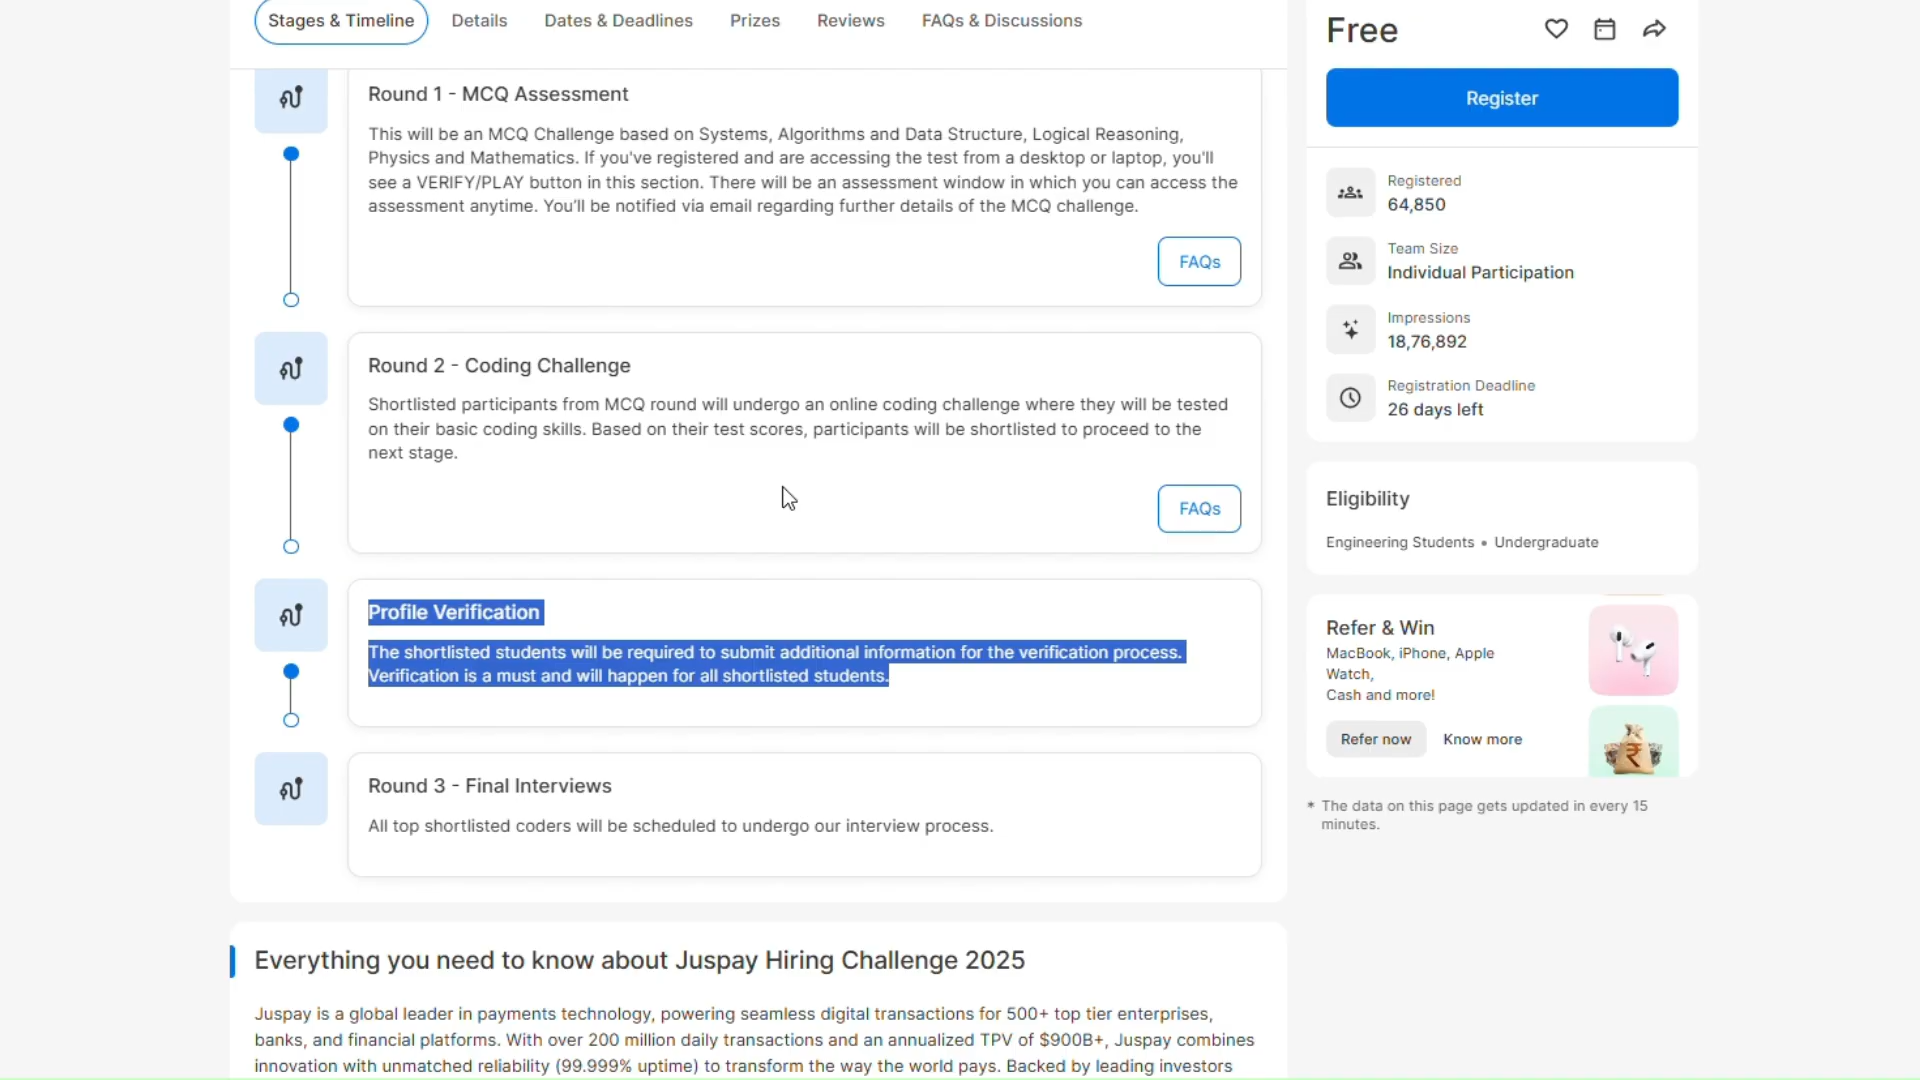 Stages & Timeline
Details
Dates & Deadlines
Prizes
Reviews
FAQs & Discussions
Round 1 - MCQ Assessment
This will be an MCQ Challenge based on Systems, Algorithms and Data Structure, Logical Reasoning,
Physics and Mathematics. If you've registered and are accessing the test from a desktop or laptop, you'll
see a VERIFY/PLAY button in this section. There will be an assessment window in which you can access the
assessment anytime. You'll be notified via email regarding further details of the MCQ challenge.
FAQs
Round 2 - Coding Challenge
Shortlisted participants from MCQ round will undergo an online coding challenge where they will be tested
on their basic coding skills. Based on their test scores, participants will be shortlisted to proceed to the
next stage.
FAQs
Profile Verification
The shortlisted students will be required to submit additional information for the verification process.
Verification is a must and will happen for all shortlisted students.
Round 3 - Final Interviews
All top shortlisted coders will be scheduled to undergo our interview process.
Everything you need to know about Juspay Hiring Challenge 2025
Juspay is a global leader in payments technology, powering seamless digital transactions for 500+ top tier enterprises,
banks, and financial platforms. With over 200 million daily transactions and an annualized TPV of $900B+, Juspay combines
innovation with unmatched reliability (99.999% uptime) to transform the way the world pays. Backed by leading investors
Free
Register
Registered
64,850
Team Size
Individual Participation
Impressions
18,76,892
Registration Deadline
26 days left
Eligibility
Engineering Students • Undergraduate
Refer & Win
MacBook, iPhone, Apple
Watch,
Cash and more!
Refer now
Know more
₹
* The data on this page gets updated in every 15
minutes.